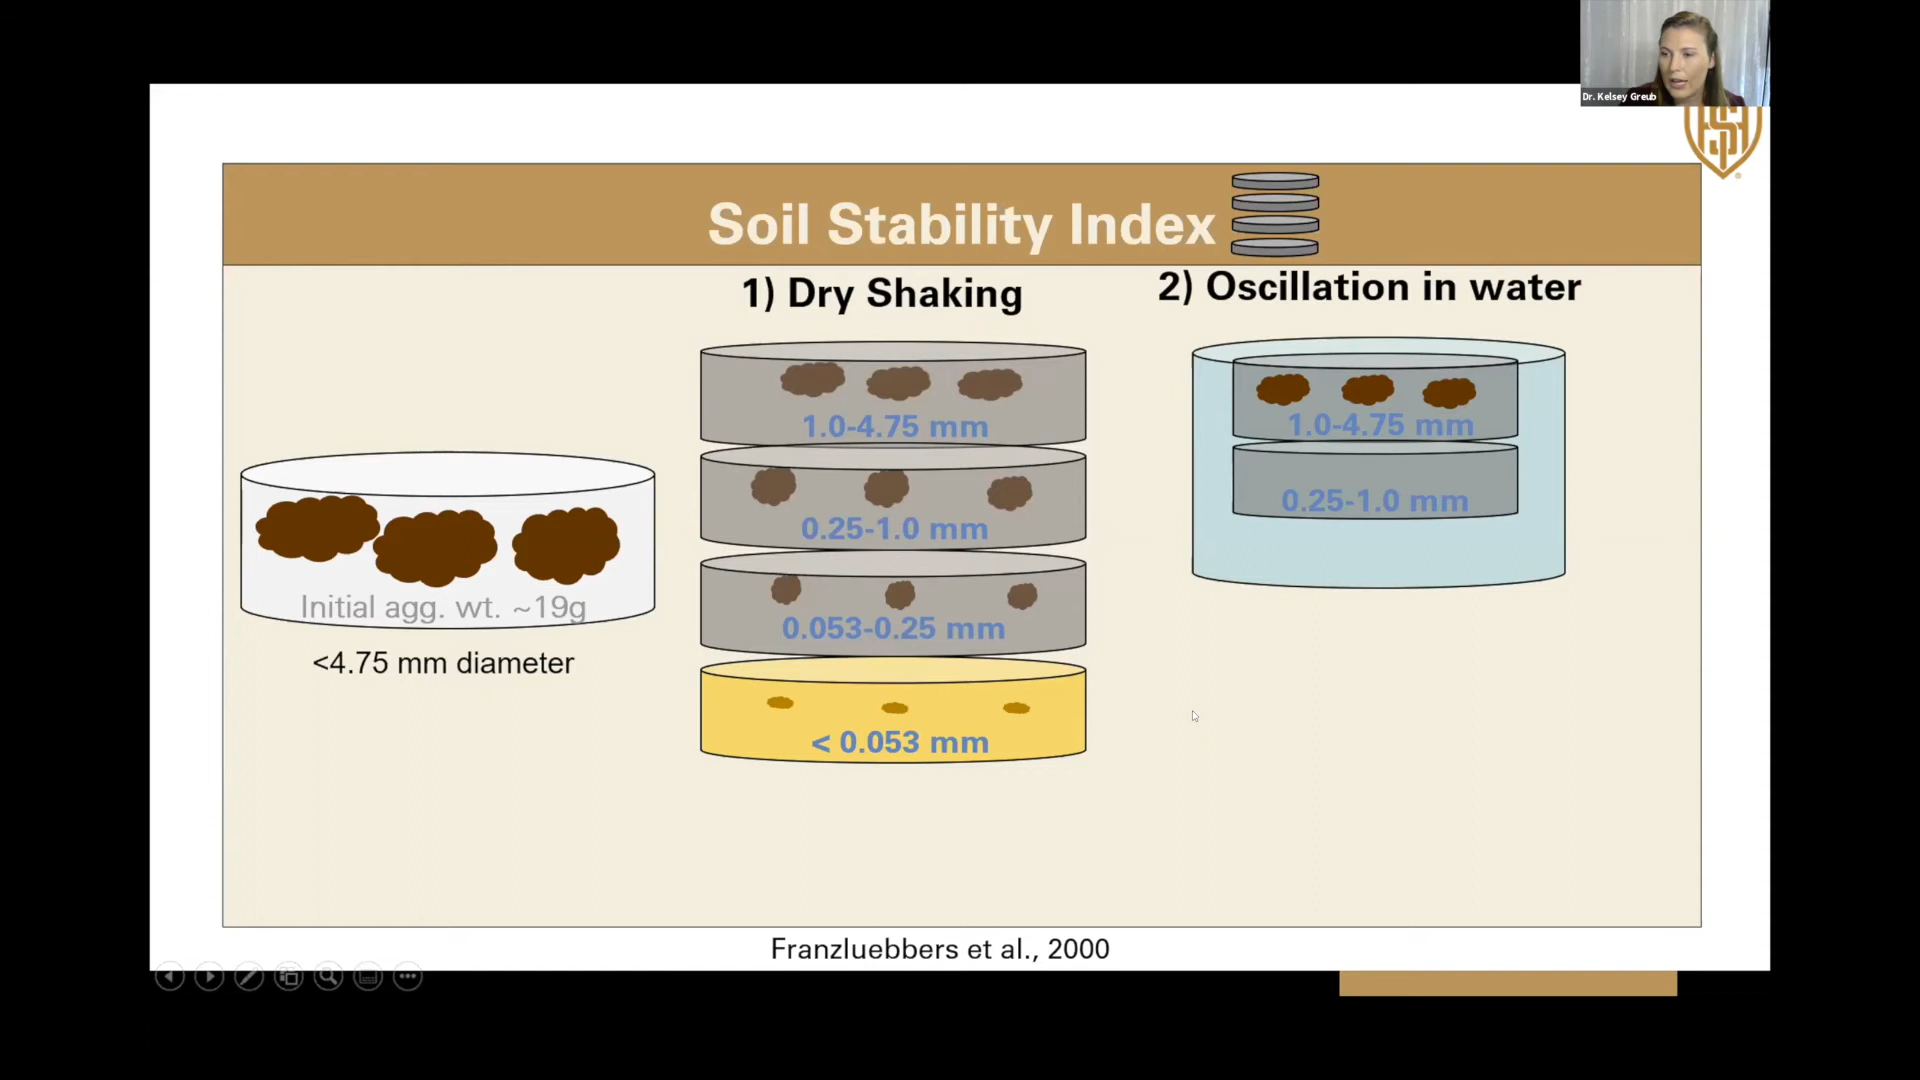 Dr. Kelsey Greub
Soil Stability Index
1) Dry Shaking
2) Oscillation in water
1.0-4.75 mm
0.25-1.0 mm
0.053-0.25 mm
< 0.053 mm
1.0-4.75 mm
0.25-1.0 mm
Initial agg. wt. ~19g
<4.75 mm diameter
Franzluebbers et al., 2000